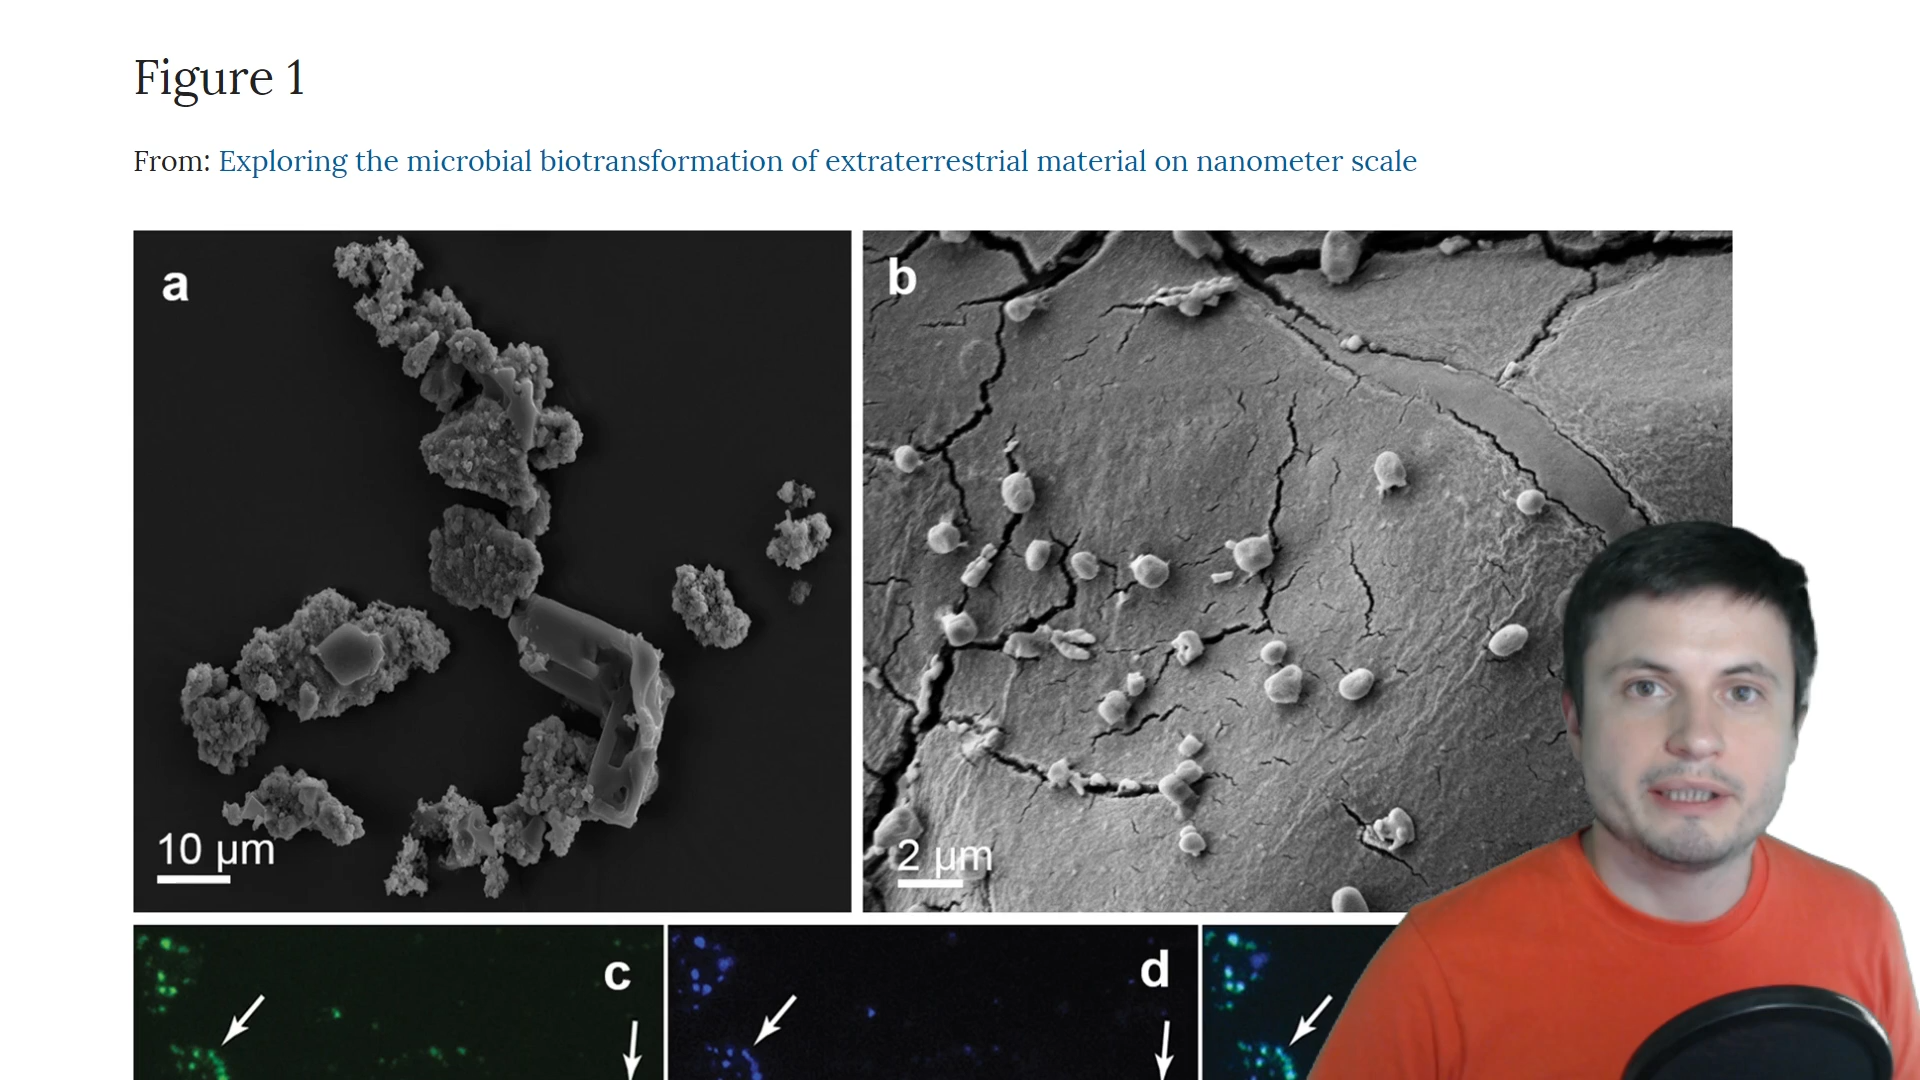 Figure 1
From: Exploring the microbial biotransformation of extraterrestrial material on nanometer scale
a
b
10 µm
2 µm
c
d